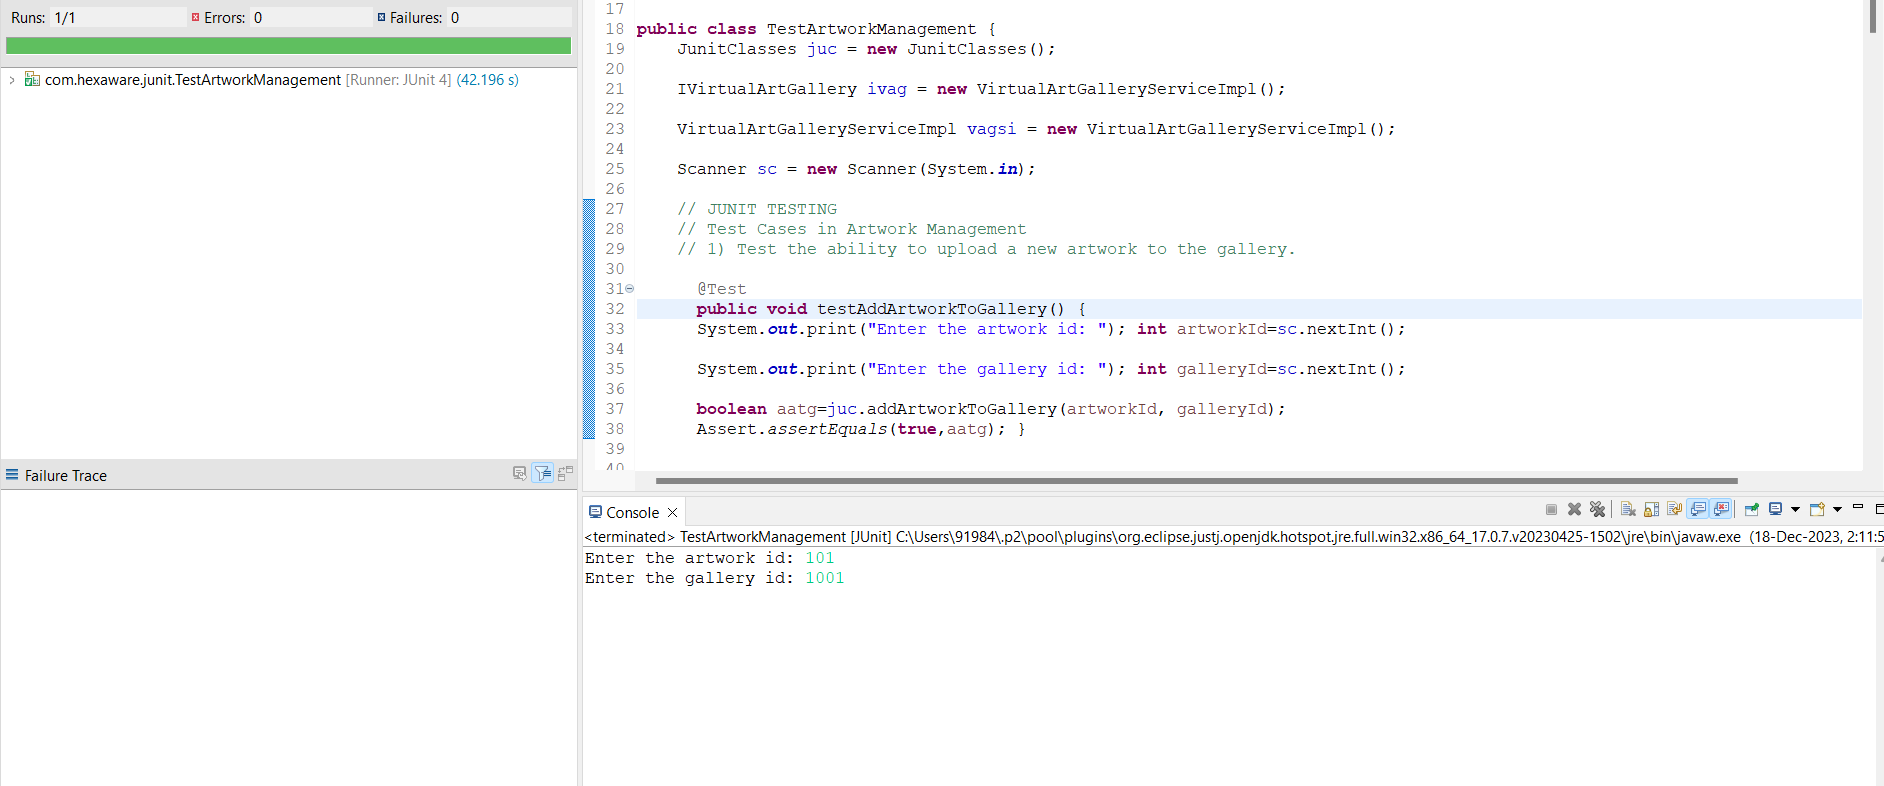 Runs: 1/1 Errors: 0 Failures: 0
com.hexaware.junit.TestArtworkManagement [Runner: JUnit 4] (42.196 s)
Failure Trace
17
18 public class TestArtworkManagement {
19 JunitClasses juc = new JunitClasses();
20
21 IVirtualArtGallery ivag = new VirtualArtGalleryServiceImpl();
22
23 VirtualArtGalleryServiceImpl vagsi = new VirtualArtGalleryServiceImpl();
24
25 Scanner sc = new Scanner(System.in);
26
27 // JUNIT TESTING
28 // Test Cases in Artwork Management
29 // 1) Test the ability to upload a new artwork to the gallery.
30
31 @Test
32 public void testAddArtworkToGallery() {
33 System.out.print("Enter the artwork id: "); int artworkId=sc.nextInt();
34
35 System.out.print("Enter the gallery id: "); int galleryId=sc.nextInt();
36
37 boolean aatg=juc.addArtworkToGallery(artworkId, galleryId);
38 Assert.assertEquals(true,aatg); }
39
40
Console
<terminated> TestArtworkManagement [JUnit] C:\Users\91984\.p2\pool\plugins\org.eclipse.justj.openjdk.hotspot.jre.full.win32.x86_64_17.0.7.v20230425-1502\jre\bin\javaw.exe (18-Dec-2023, 2:11:5
Enter the artwork id: 101
Enter the gallery id: 1001